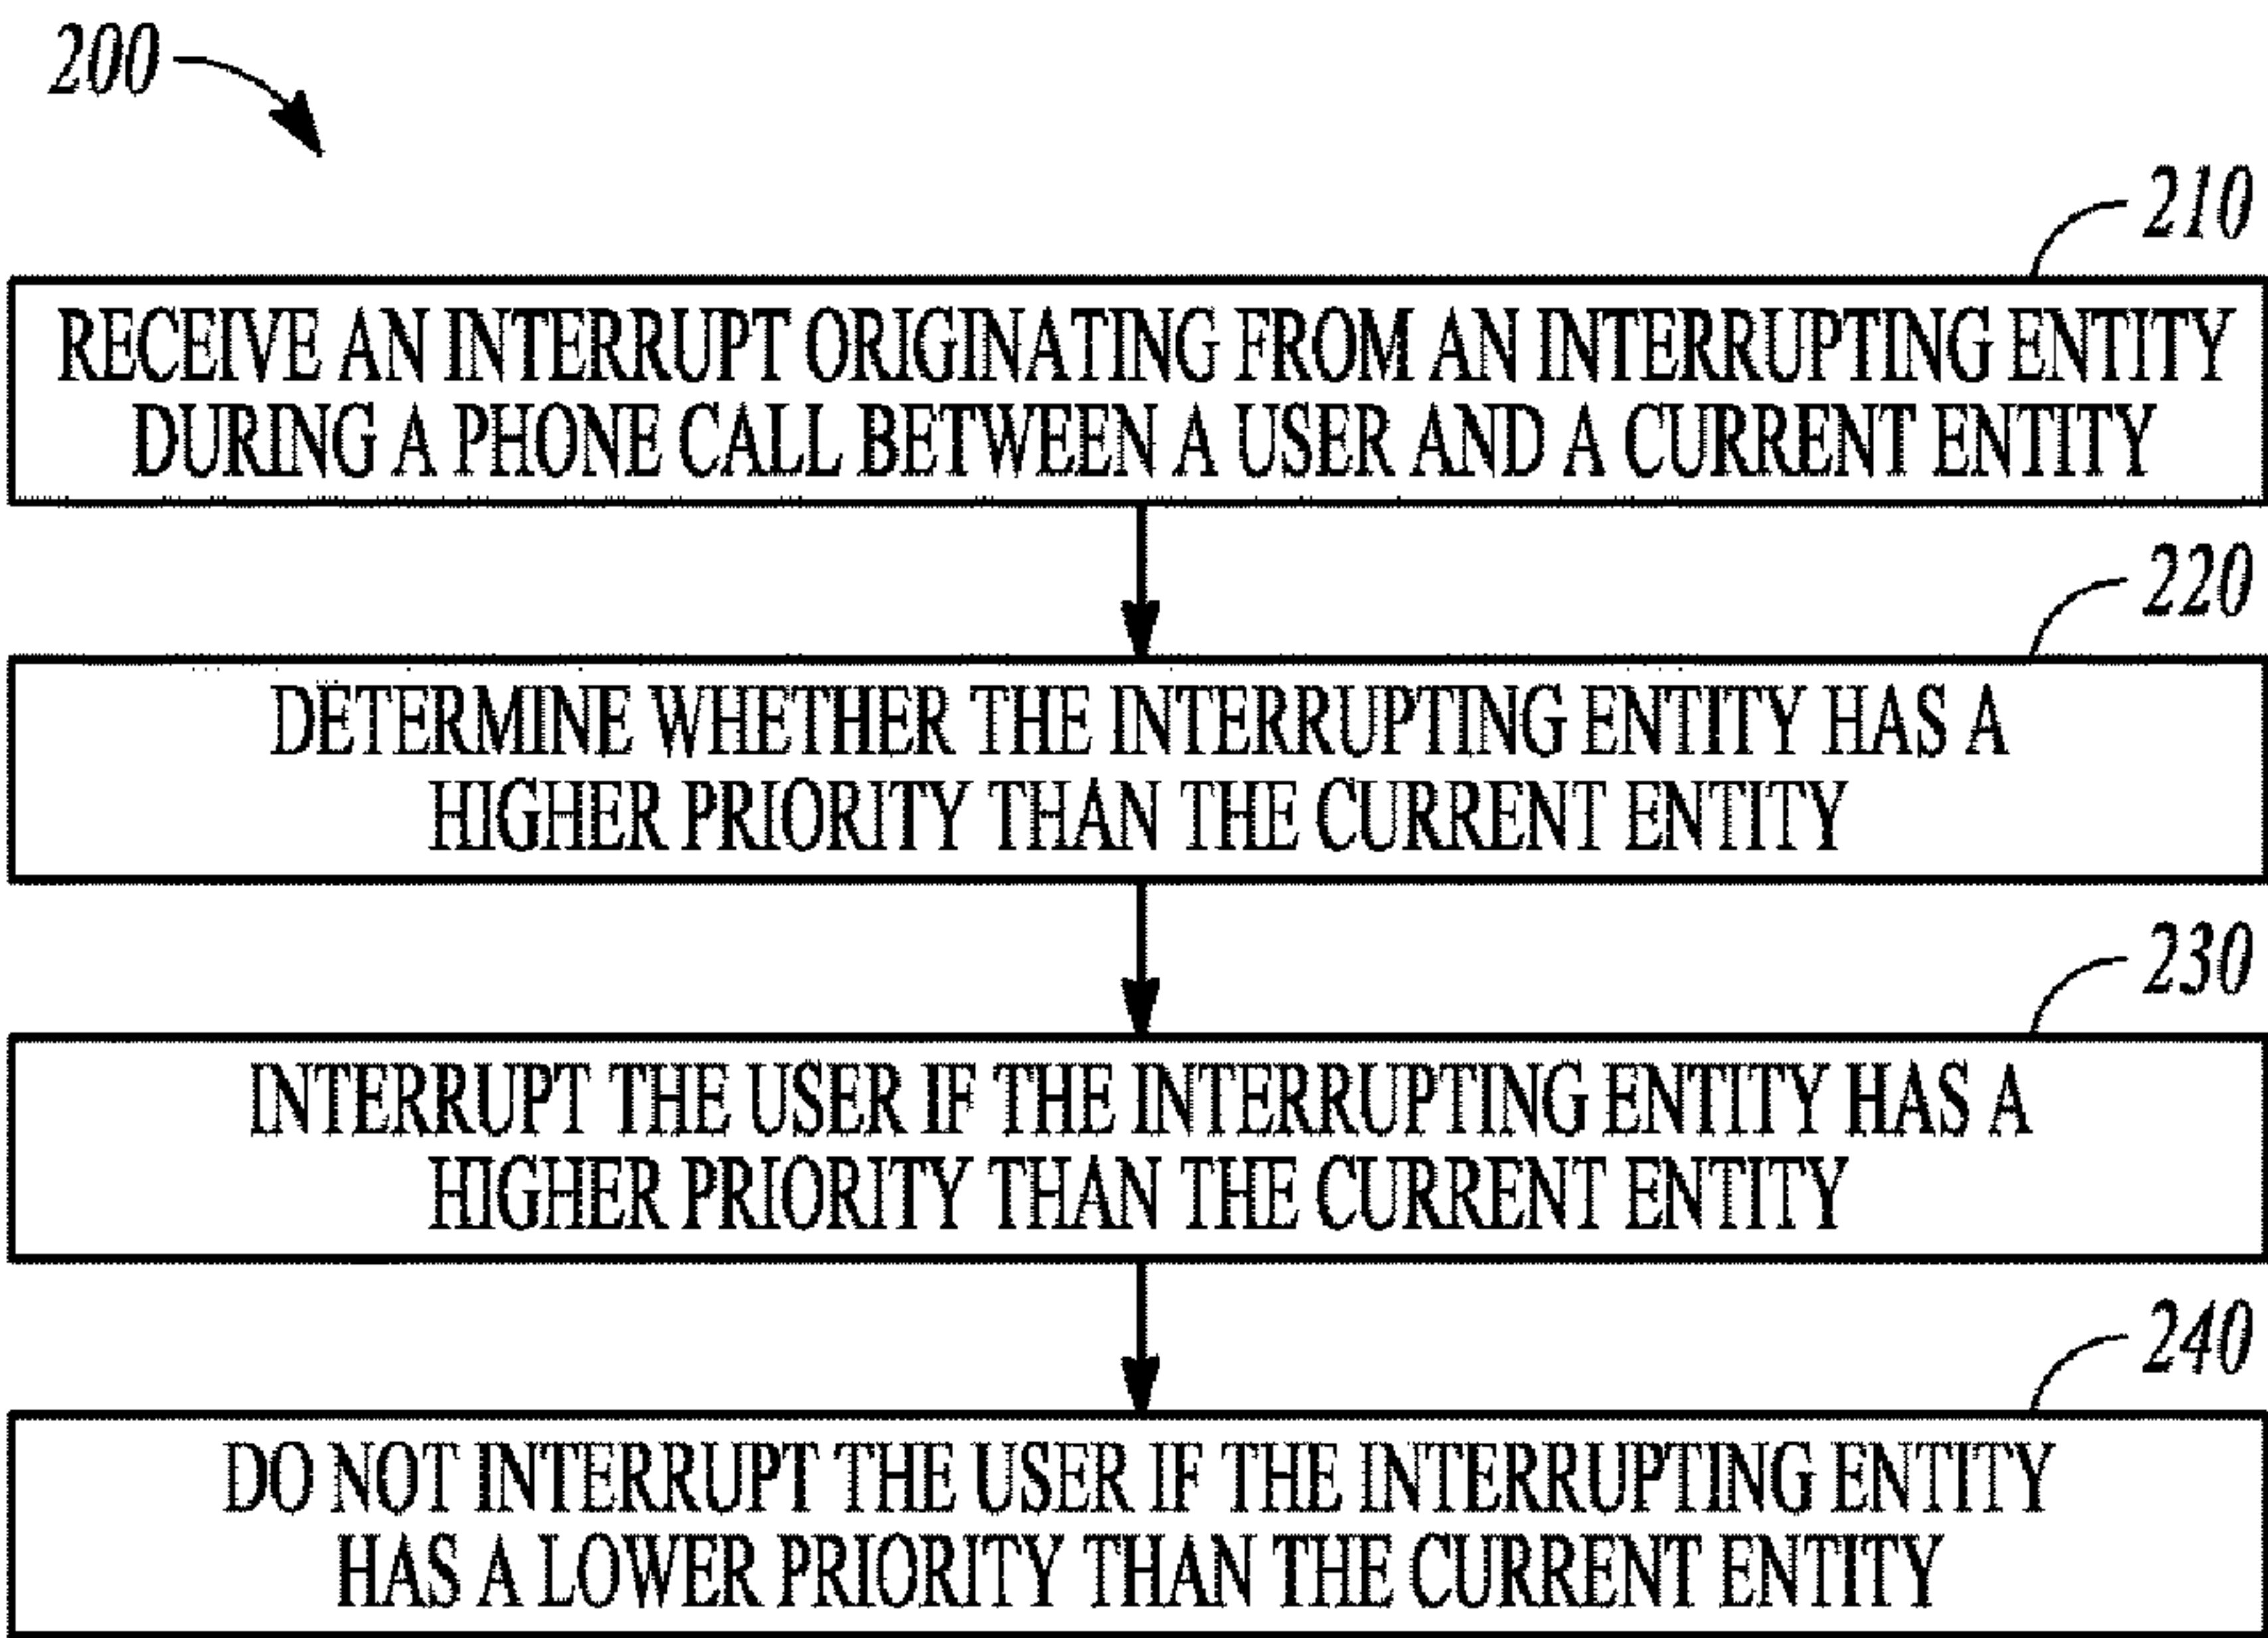 200
210
RECEIVE AN INTERRUPT ORIGINATING FROM AN INTERRUPTING ENTITY
DURING A PHONE CALL BETWEEN A USER AND A CURRENT ENTITY
220
DETERMINE WHETHER THE INTERRUPTING ENTITY HAS A
HIGHER PRIORITY THAN THE CURRENT ENTITY
230
INTERRUPT THE USER IF THE INTERRUPTING ENTITY HAS A
HIGHER PRIORITY THAN THE CURRENT ENTITY
240
DO NOT INTERRUPT THE USER IF THE INTERRUPTING ENTITY
HAS A LOWER PRIORITY THAN THE CURRENT ENTITY